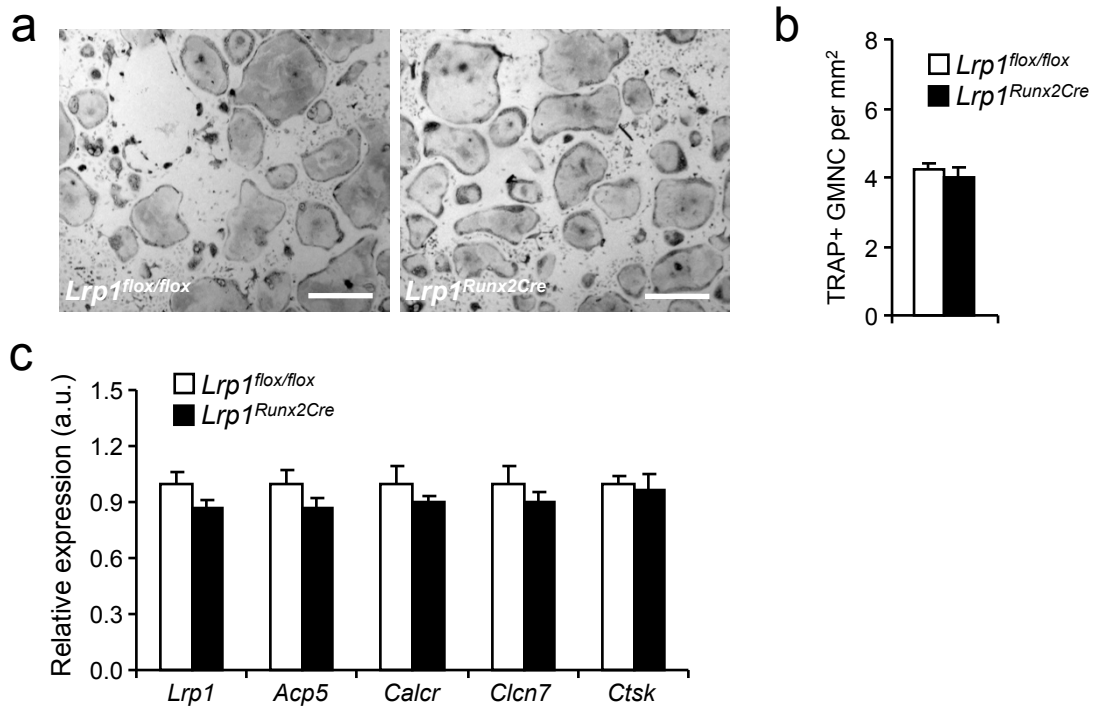 a
Lrp1flox/flox
Lrp1Runx2Cre
b
8
6
4
2
0
TRAP+ GMNC per mm2
Lrp1flox/flox
Lrp1Runx2Cre
c
Lrp1flox/flox
Lrp1Runx2Cre
Relative expression (a.u.)
1.5
1.2
0.9
0.6
0.3
0.0
Lrp1 Acp5 Calcr Clcn7 Ctsk